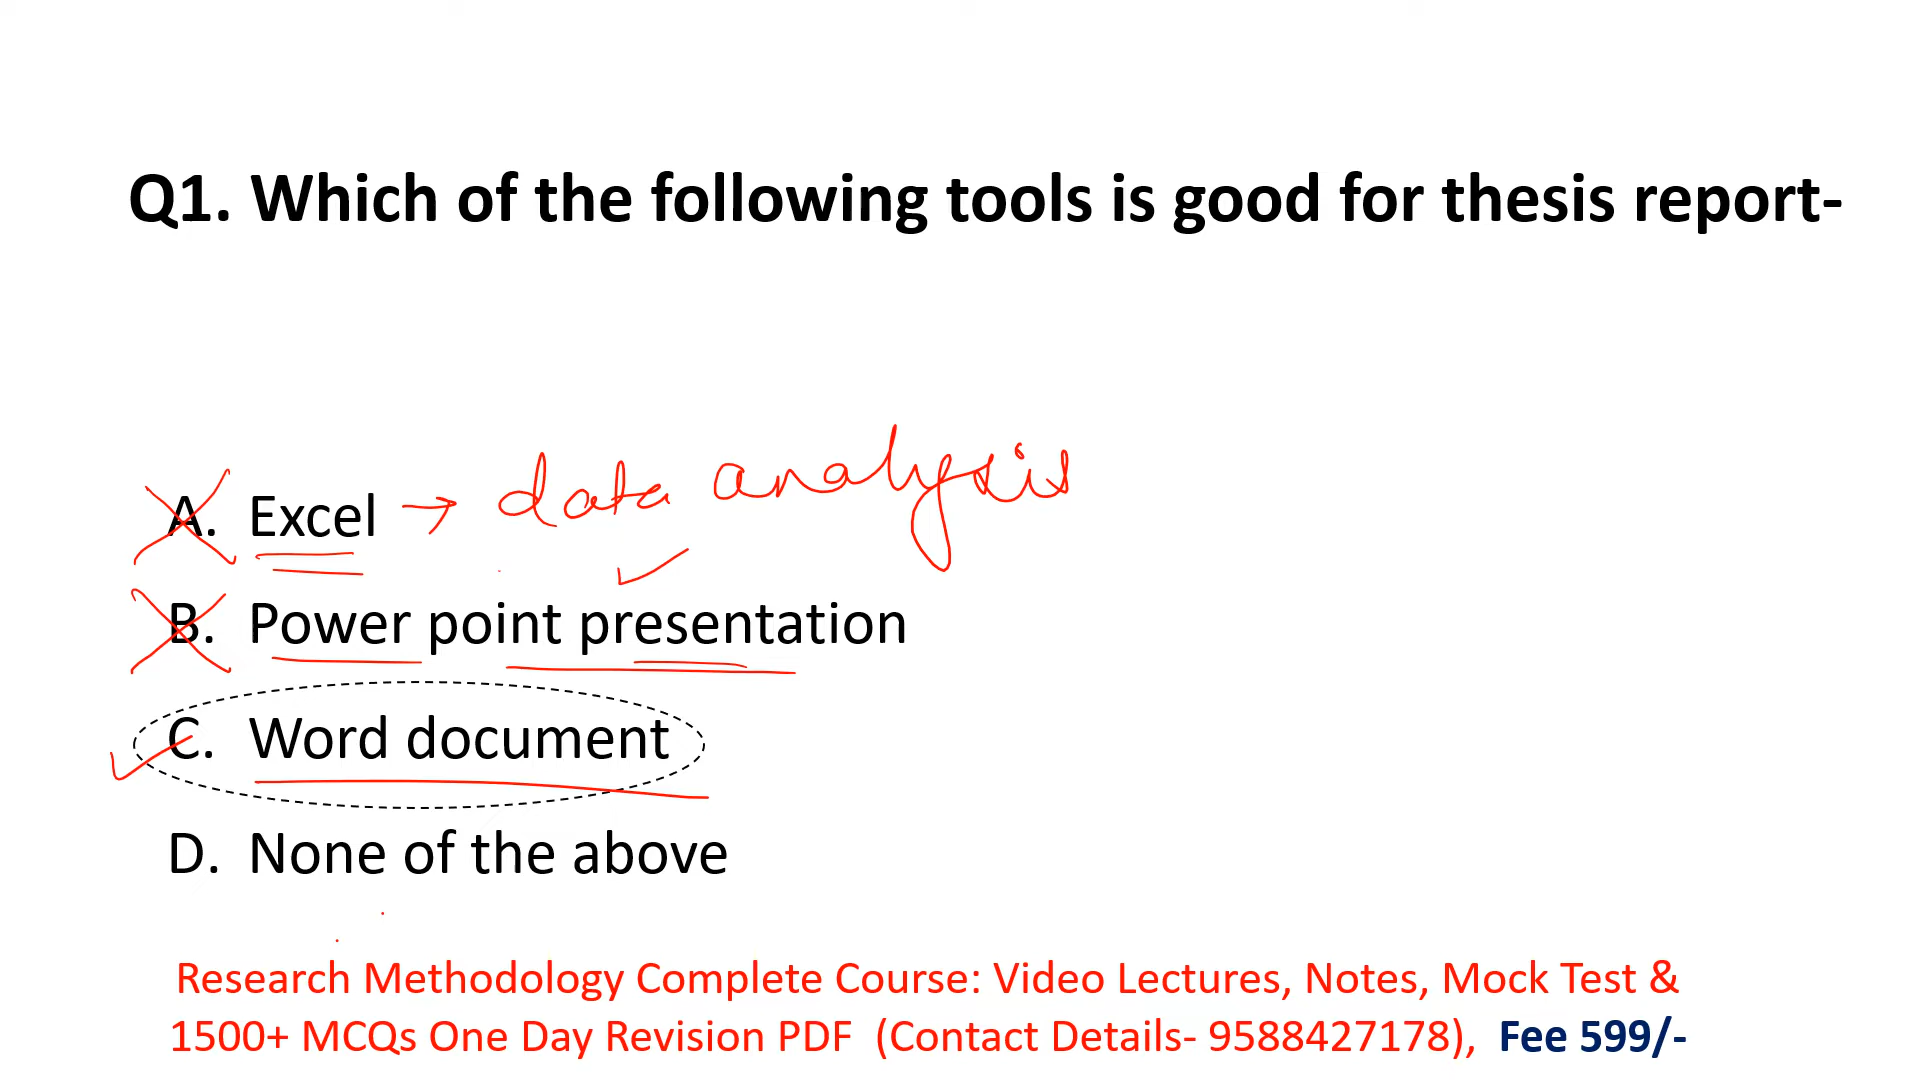 Q1. Which of the following tools is good for thesis report-
A. Excel → data analysis
B. Power point presentation
C. Word document
D. None of the above
Research Methodology Complete Course: Video Lectures, Notes, Mock Test &
1500+ MCQs One Day Revision PDF (Contact Details- 9588427178), Fee 599/-